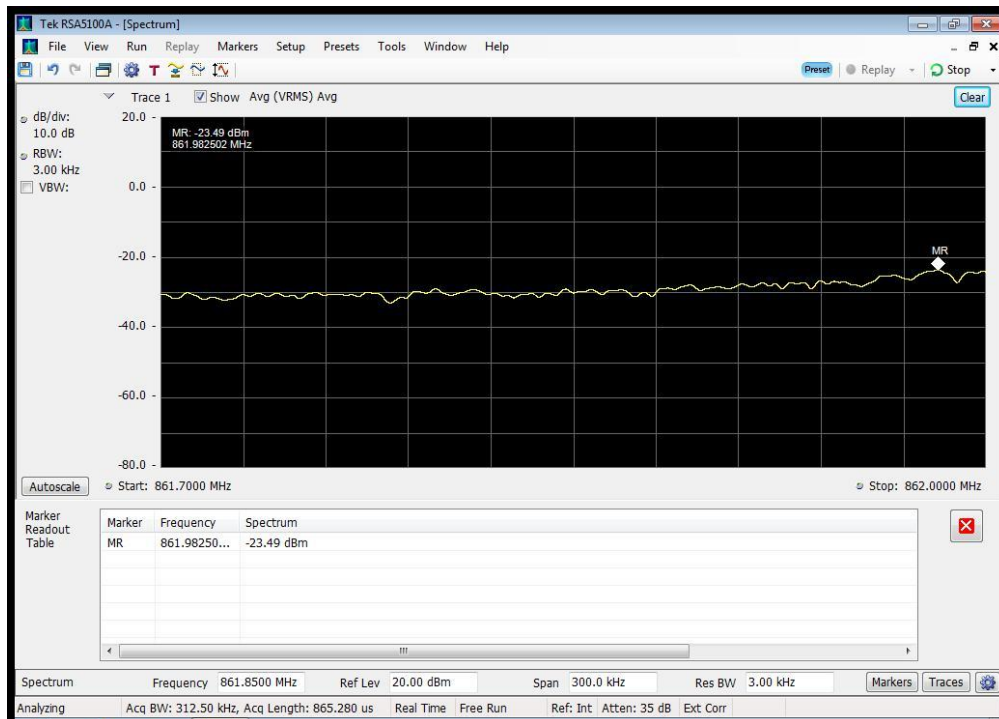 Tek RSA5100A - [Spectrum]
File View Run Replay Markers Setup Presets Tools Window Help
T Preset Replay Stop
Trace 1 Show Avg (VRMS) Avg Clear
dB/div:
10.0 dB
RBW:
3.00 kHz
VBW:
20.0
0.0
-20.0
-40.0
-60.0
-80.0
MR: -23.49 dBm
861.982502 MHz
MR
Autoscale Start: 861.7000 MHz Stop: 862.0000 MHz
Marker
Readout
Table
Marker Frequency Spectrum
MR 861.98250... -23.49 dBm
Spectrum Frequency 861.8500 MHz Ref Lev 20.00 dBm Span 300.0 kHz Res BW 3.00 kHz Markers Traces
Analyzing Acq BW: 312.50 kHz, Acq Length: 865.280 us Real Time Free Run Ref: Int Atten: 35 dB Ext Corr